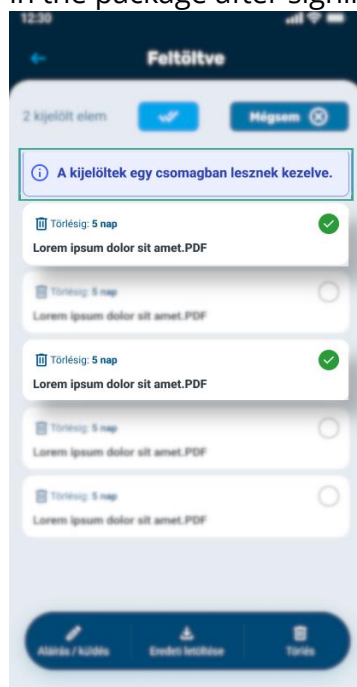 in the package after signi
12:30
Feltöltve
2 kijelölt elem
Mégsem
A kijelöltek egy csomagban lesznek kezelve.
Törlésig: 5 nap
Lorem ipsum dolor sit amet.PDF
Törlésig: 5 nap
Lorem ipsum dolor sit amet.PDF
Törlésig: 5 nap
Lorem ipsum dolor sit amet.PDF
Törlésig: 5 nap
Lorem ipsum dolor sit amet.PDF
Törlésig: 5 nap
Lorem ipsum dolor sit amet.PDF
Aláírás / küldés
Eredeti letöltése
Törlés